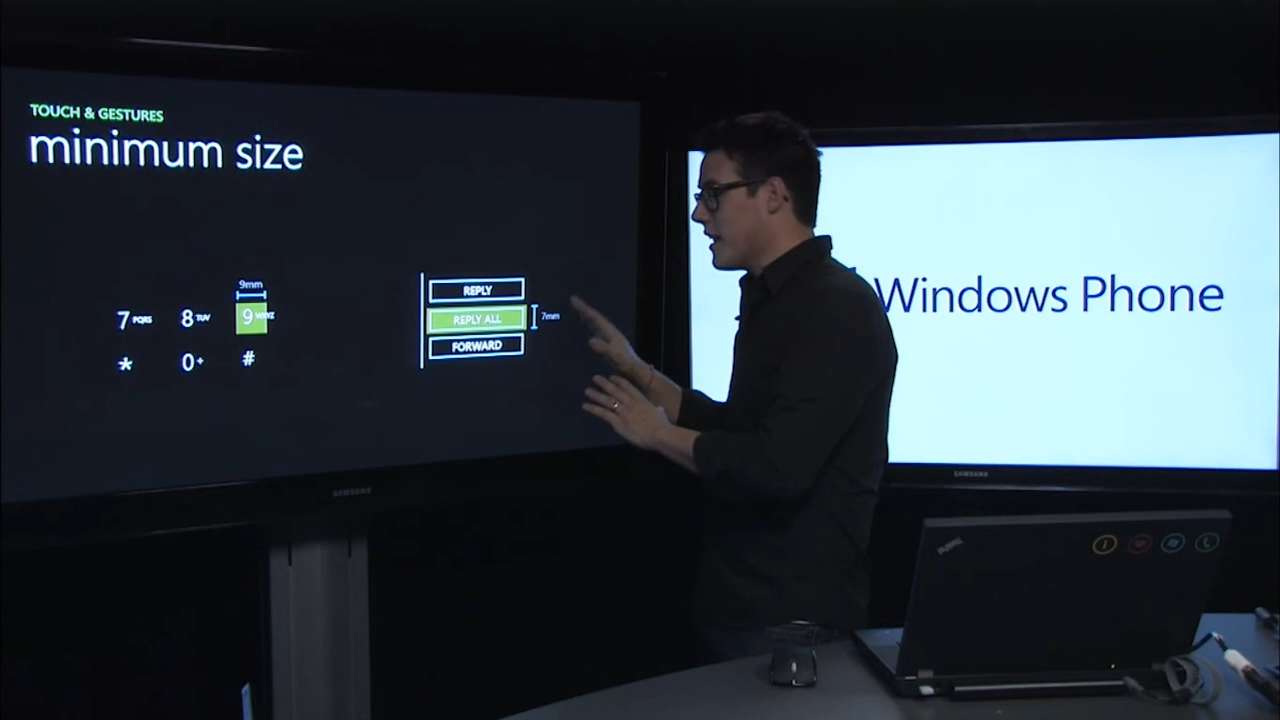 TOUCH & GESTURES
minimum size
9mm
7 PQRS 8 TUV 9 WXYZ
* 0+ #
REPLY
REPLY ALL
7mm
FORWARD
SAMSUNG
Windows Phone
SAMSUNG
ThinkPad